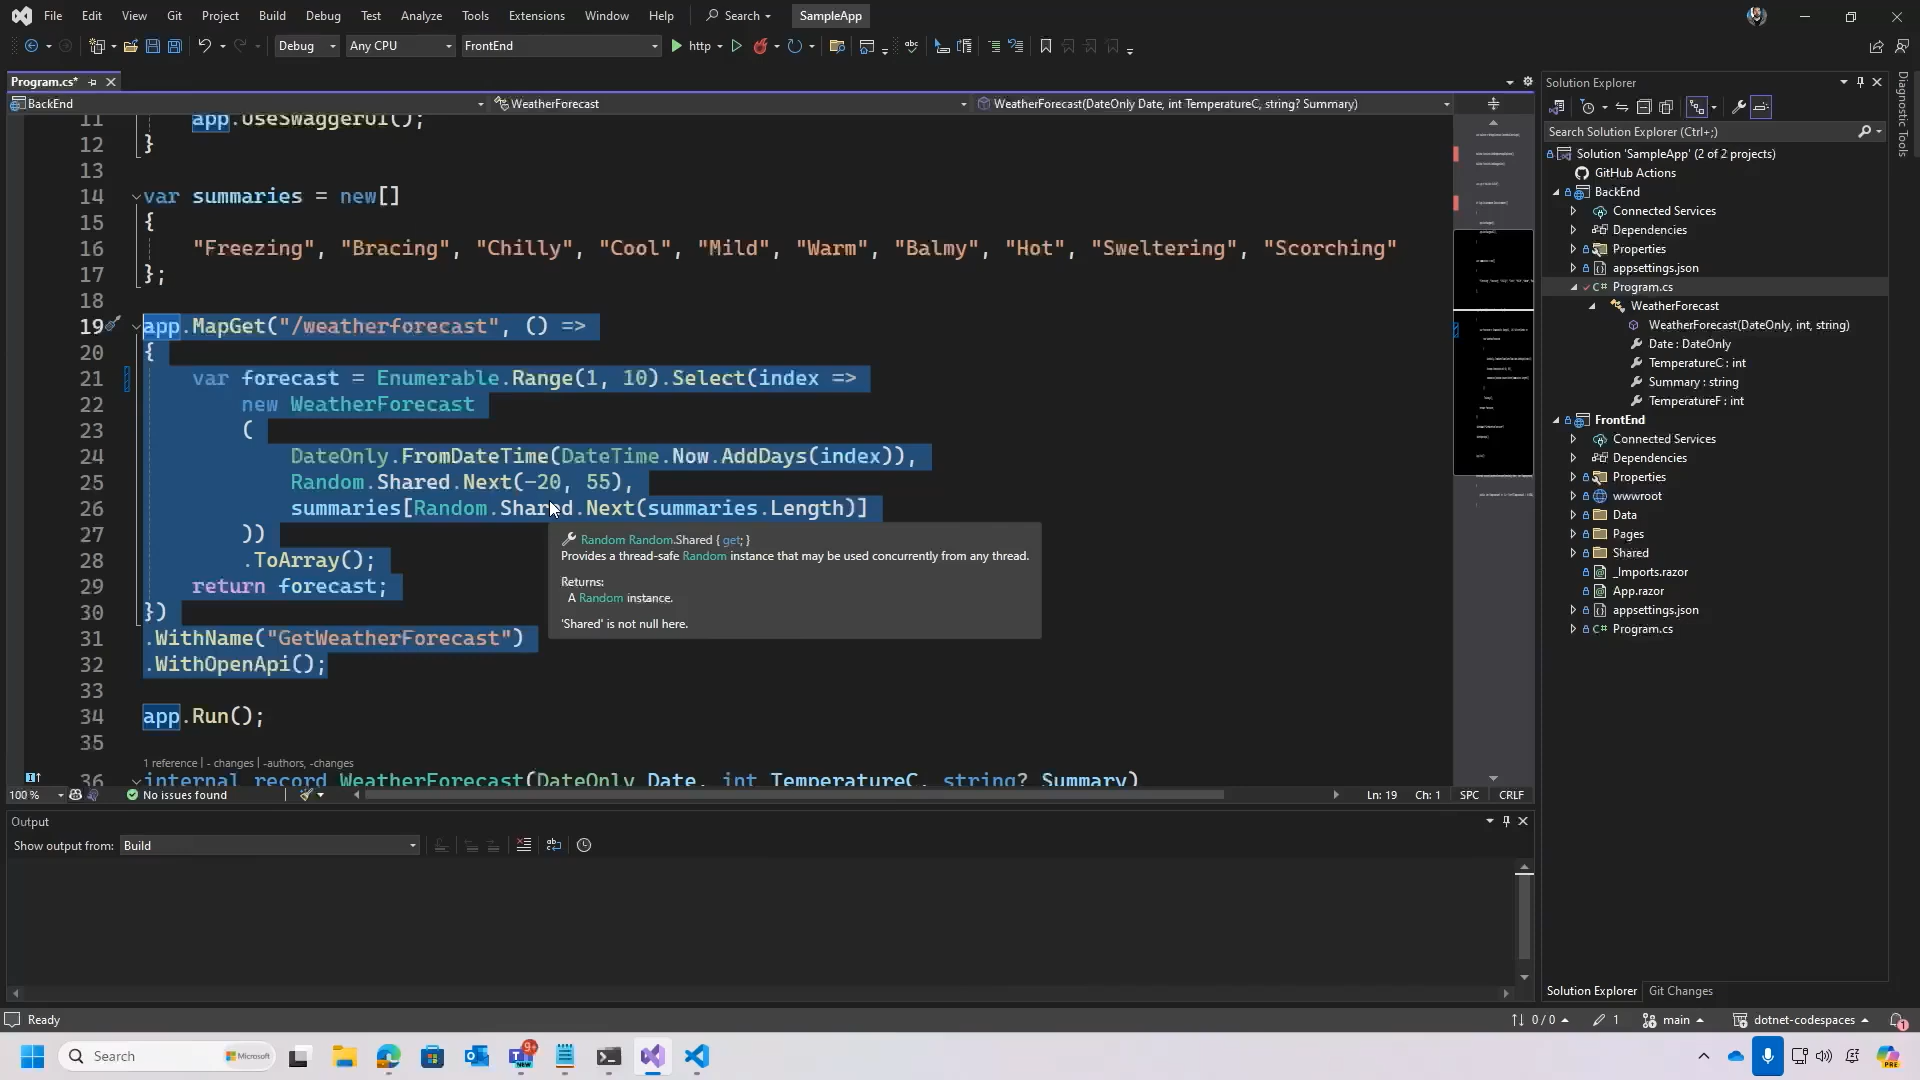 File Edit View Git Project Build Debug Test Analyze Tools Extensions Window Help Search SampleApp
Debug Any CPU FrontEnd http
Program.cs*
BackEnd WeatherForecast WeatherForecast(DateOnly Date, int TemperatureC, string? Summary)
11 app.UseSwaggerUI();
12 }
13
14 var summaries = new[]
15 {
16 "Freezing", "Bracing", "Chilly", "Cool", "Mild", "Warm", "Balmy", "Hot", "Sweltering", "Scorching"
17 };
18
19 app.MapGet("/weatherforecast", () =>
20 {
21 var forecast = Enumerable.Range(1, 10).Select(index =>
22 new WeatherForecast
23 (
24 DateOnly.FromDateTime(DateTime.Now.AddDays(index)),
25 Random.Shared.Next(-20, 55),
26 summaries[Random.Shared.Next(summaries.Length)]
27 ))
28 .ToArray();
29 return forecast;
30 })
31 .WithName("GetWeatherForecast")
32 .WithOpenApi();
33
34 app.Run();
35
1 reference | - changes | -authors, -changes
36 internal record WeatherForecast(DateOnly Date, int TemperatureC, string? Summary)
Random Random.Shared { get; }
Provides a thread-safe Random instance that may be used concurrently from any thread.
Returns:
A Random instance.
'Shared' is not null here.
100 % No issues found Ln: 19 Ch: 1 SPC CRLF
Output
Show output from: Build
Solution Explorer
Search Solution Explorer (Ctrl+;)
Solution 'SampleApp' (2 of 2 projects)
GitHub Actions
BackEnd
Connected Services
Dependencies
Properties
appsettings.json
Program.cs
WeatherForecast
WeatherForecast(DateOnly, int, string)
Date : DateOnly
TemperatureC : int
Summary : string
TemperatureF : int
FrontEnd
Connected Services
Dependencies
Properties
wwwroot
Data
Pages
Shared
_Imports.razor
App.razor
appsettings.json
Program.cs
Solution Explorer Git Changes
Diagnostic Tools
Ready 0 / 0 1 main dotnet-codespaces 1
Search Microsoft 9+ NEW PRE